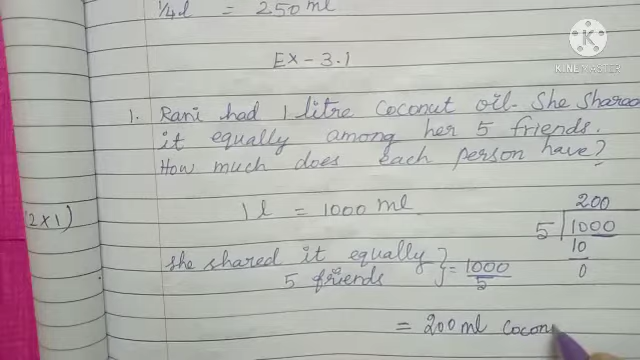 1/4 l = 250 ml
KINEMASTER
Ex - 3.1
1. Rani had 1 litre coconut oil. She Shared
it equally among her 5 friends.
How much does each person have?
(2×1)
1 l = 1000 ml
200
5 1000
10
0
She shared it equally
5 friends } = 1000
5
= 200 ml Cocon